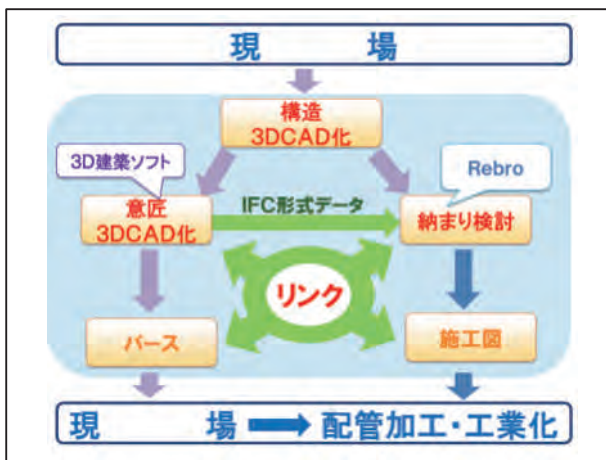 現 場
構造
3DCAD化
3D建築ソフト
Rebro
意匠
3DCAD化
IFC形式データ
納まり検討
リンク
パース
施工図
現 場 ➡ 配管加工・工業化